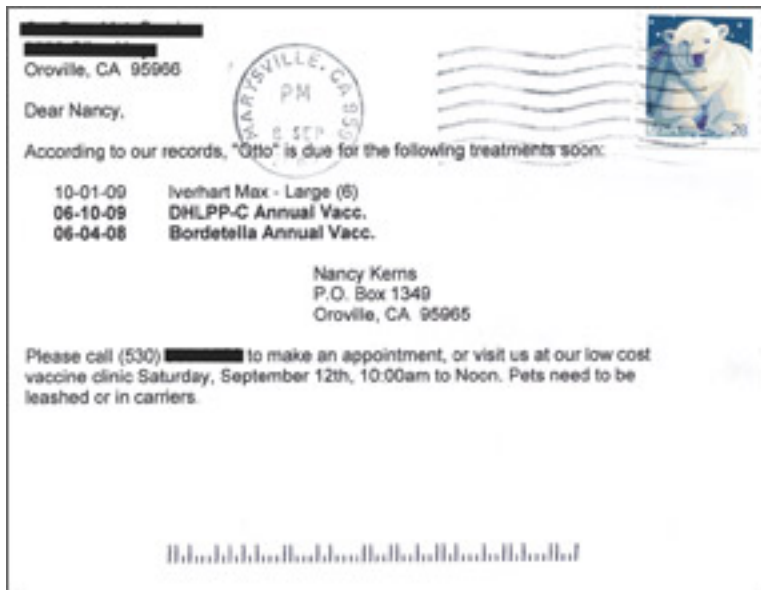 Oroville, CA 95966
MARYSVILLE, CA 959
PM
8 SEP
28
Dear Nancy,
According to our records, "Otto" is due for the following treatments soon:
10-01-09 Iverhart Max - Large (6)
06-10-09 DHLPP-C Annual Vacc.
06-04-08 Bordetella Annual Vacc.
Nancy Kerns
P.O. Box 1349
Oroville, CA 95965
Please call (530) to make an appointment, or visit us at our low cost
vaccine clinic Saturday, September 12th, 10:00am to Noon. Pets need to be
leashed or in carriers.